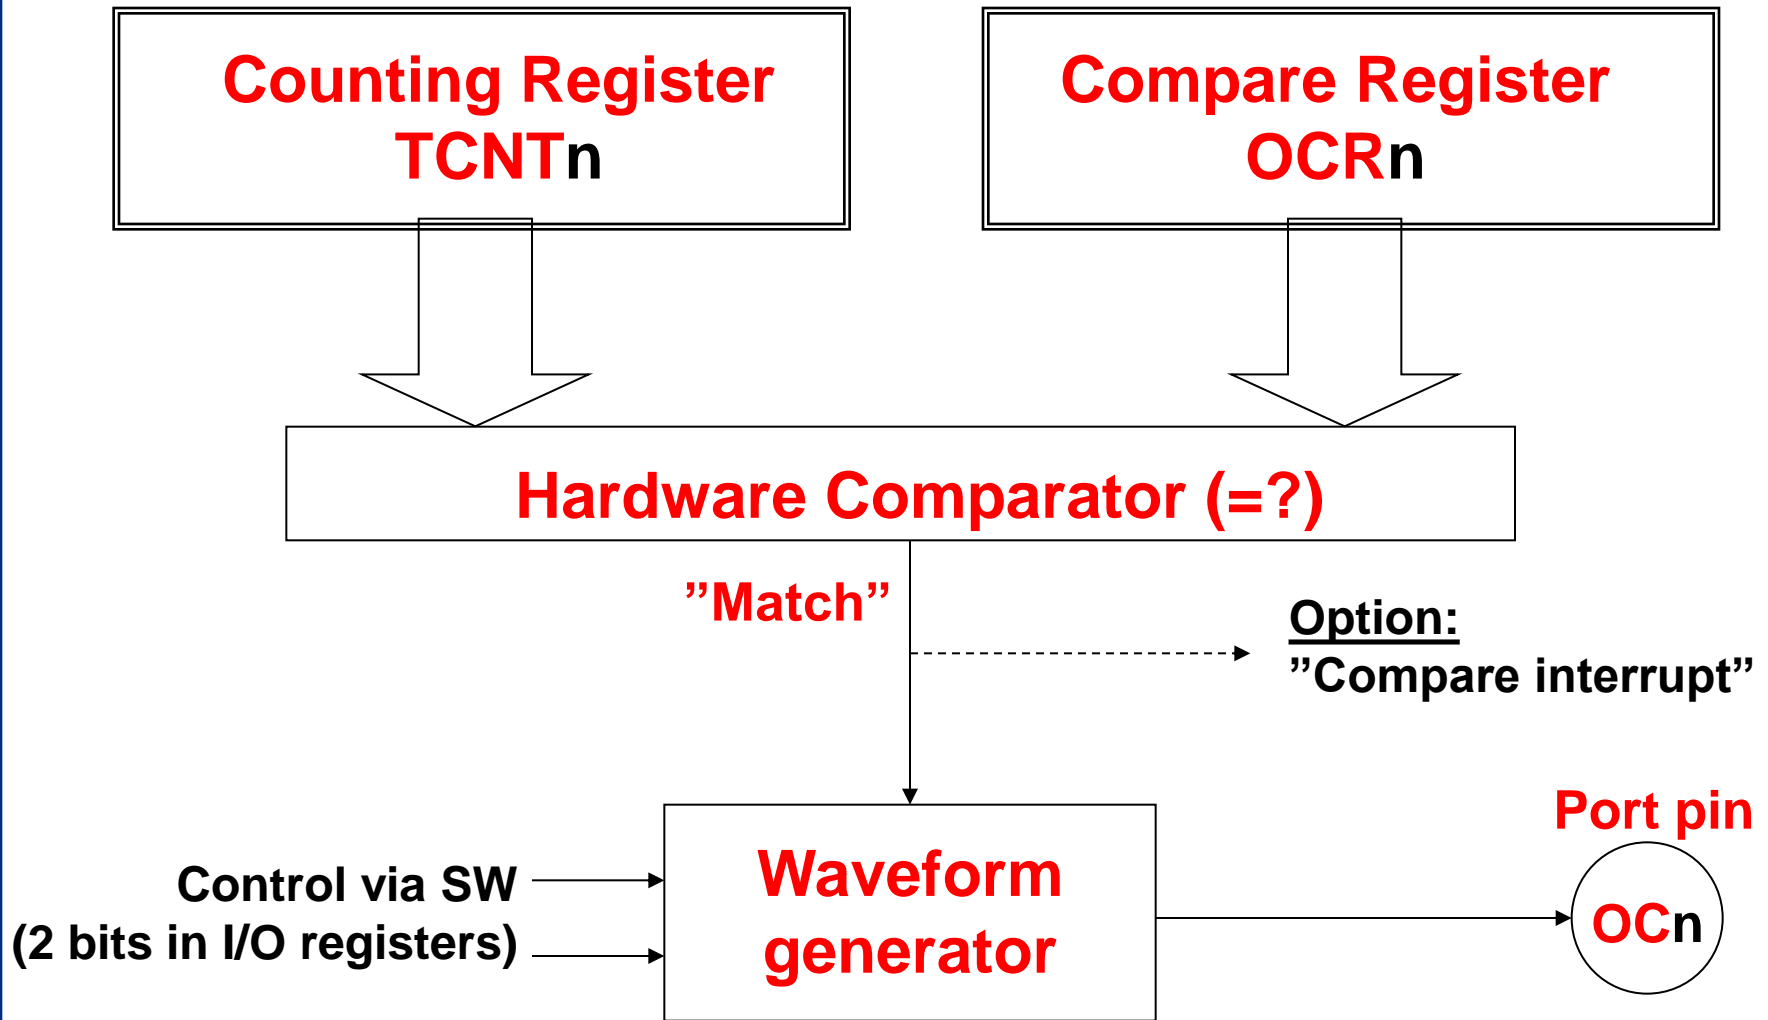 Counting Register
TCNTn
Compare Register
OCRn
Hardware Comparator (=?)
”Match”
Option:
”Compare interrupt”
Port pin
Control via SW
(2 bits in I/O registers)
Waveform
generator
OCn